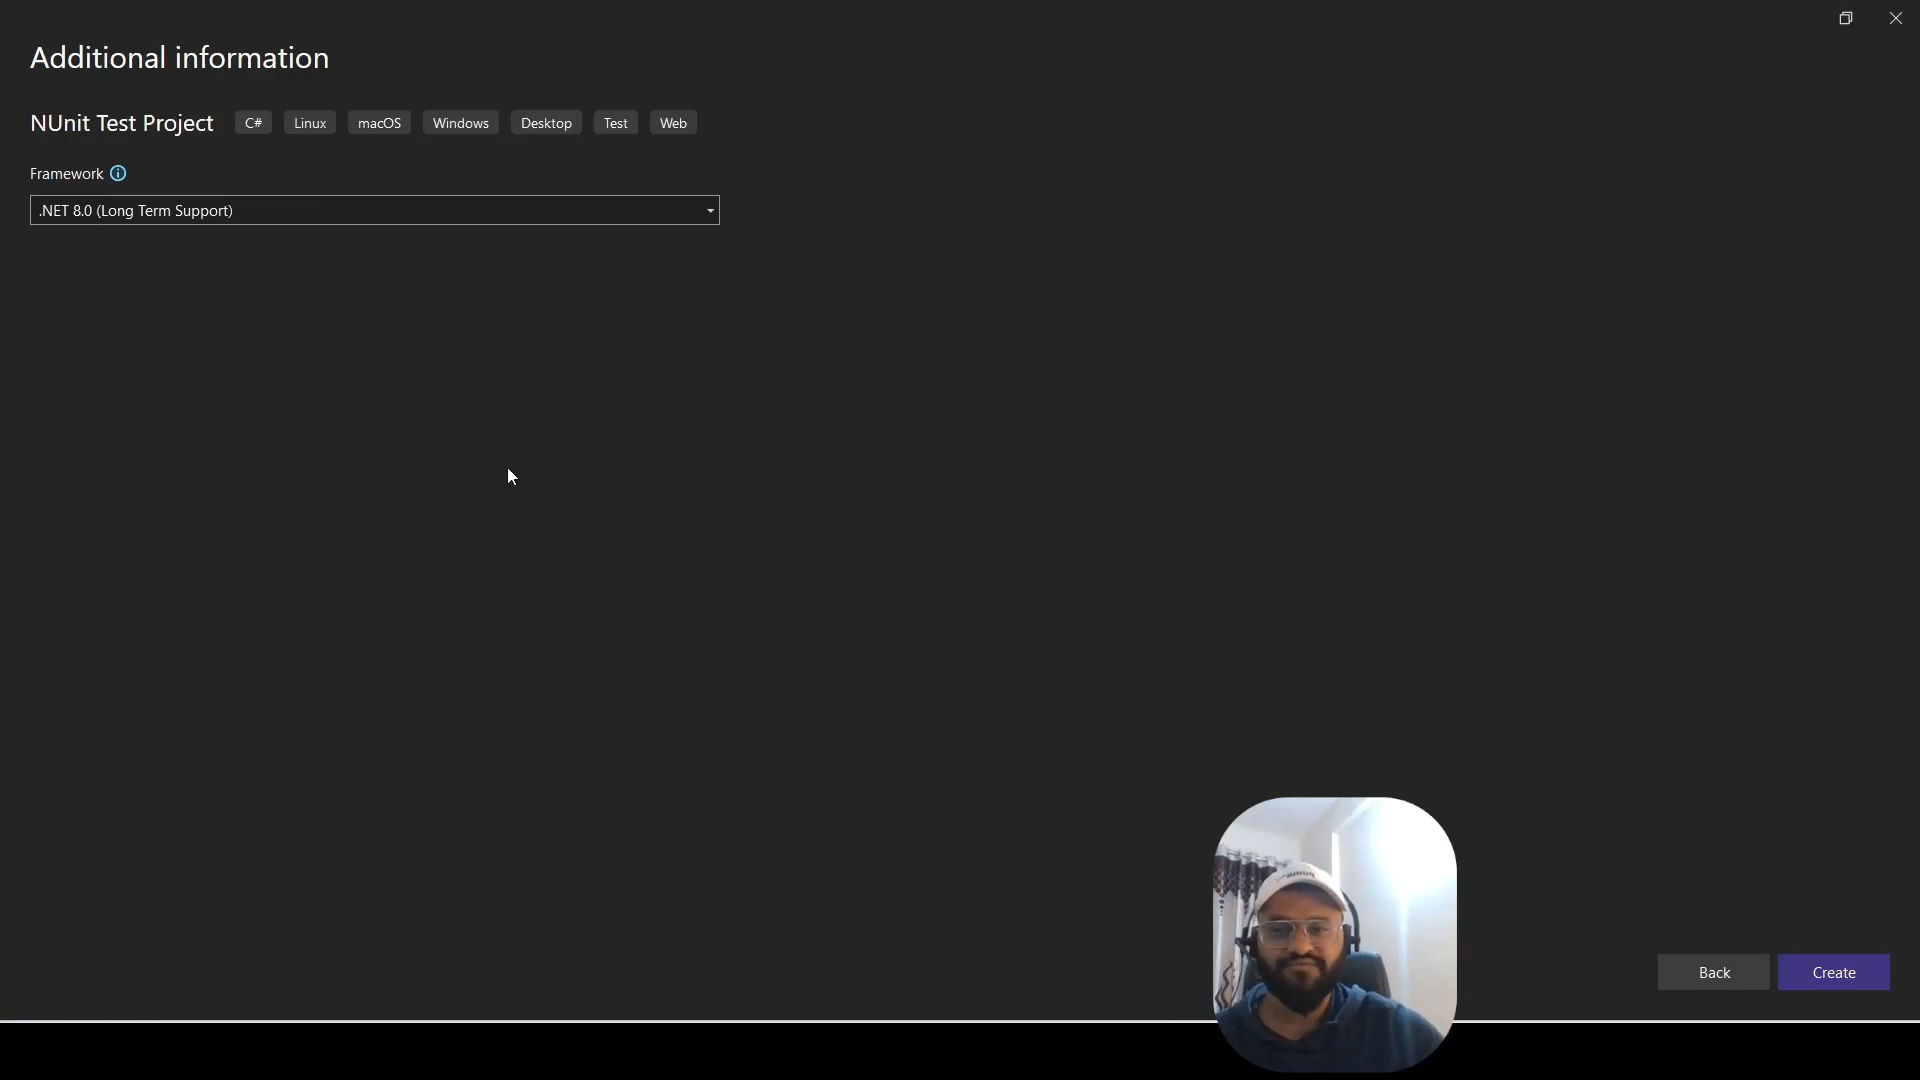 Additional information
NUnit Test Project C# Linux macOS Windows Desktop Test Web
Framework
.NET 8.0 (Long Term Support)
Back Create